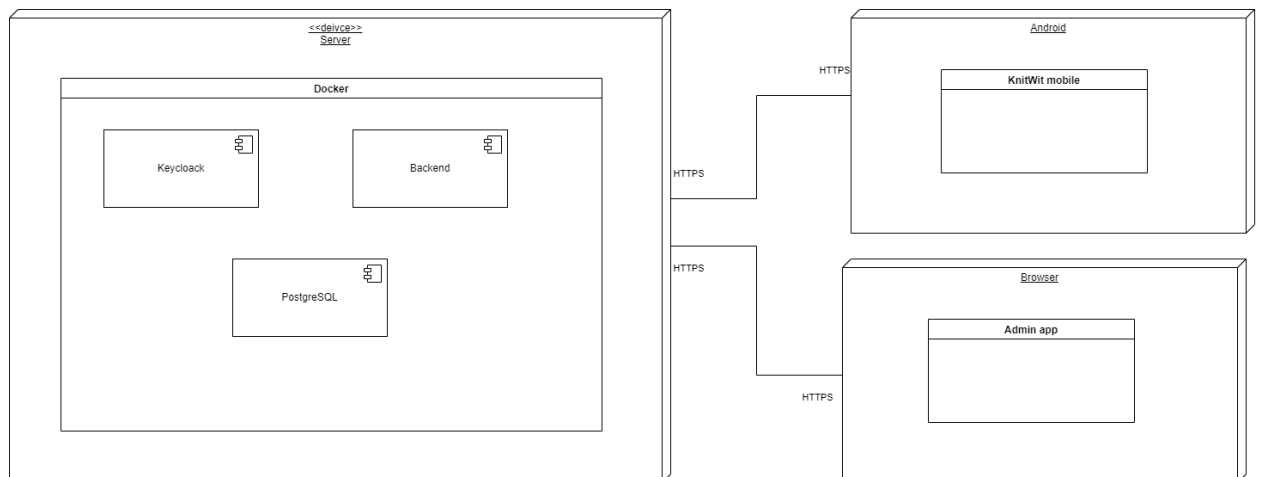 <<deivce>>
Server
Docker
Keycloack
Backend
PostgreSQL
HTTPS
HTTPS
HTTPS
HTTPS
Android
KnitWit mobile
Browser
Admin app